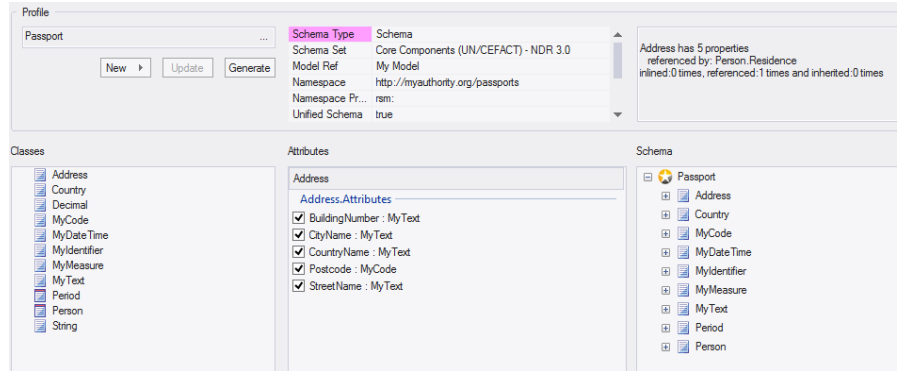 Profile
Passport ...
New Update Generate
Schema Type Schema
Schema Set Core Components (UN/CEFACT) - NDR 3.0
Model Ref My Model
Namespace http://myauthority.org/passports
Namespace Pr... rsm:
Unified Schema true
Address has 5 properties
referenced by: Person.Residence
inlined:0 times, referenced:1 times and inherited:0 times
Classes
Address
Country
Decimal
MyCode
MyDateTime
MyIdentifier
MyMeasure
MyText
Period
Person
String
Attributes
Address
Address.Attributes
BuildingNumber : MyText
CityName : MyText
CountryName : MyText
Postcode : MyCode
StreetName : MyText
Schema
Passport
Address
Country
MyCode
MyDateTime
MyIdentifier
MyMeasure
MyText
Period
Person